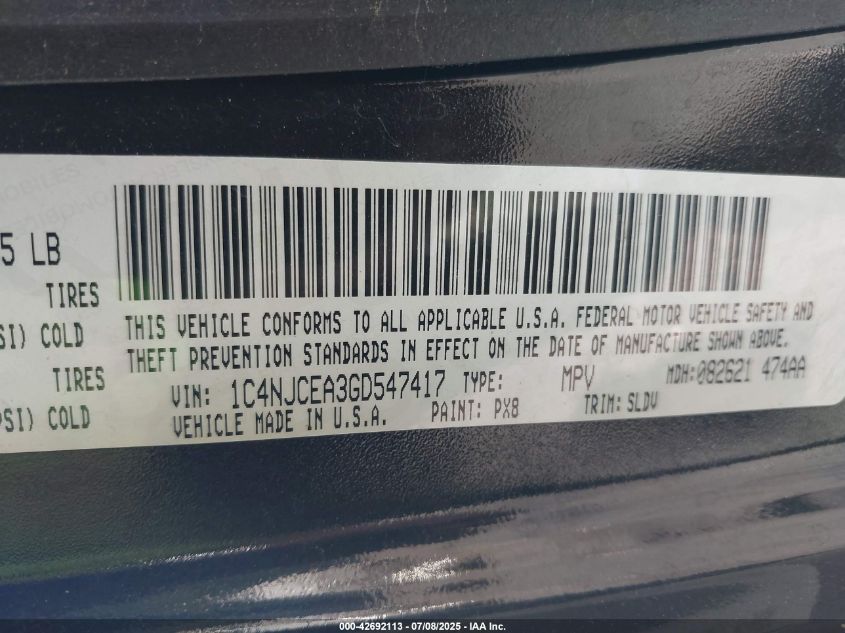 5 LB
TIRES
SI) COLD
TIRES
PSI) COLD
THIS VEHICLE CONFORMS TO ALL APPLICABLE U.S.A. FEDERAL MOTOR VEHICLE SAFETY AND
THEFT PREVENTION STANDARDS IN EFFECT ON THE DATE OF MANUFACTURE SHOWN ABOVE.
VIN: 1C4NJCEA3GD547417 TYPE: MPV MDH:082621 474AA
VEHICLE MADE IN U.S.A. PAINT: PX8 TRIM: SLDV
000-42692113 - 07/08/2025 - IAA Inc.